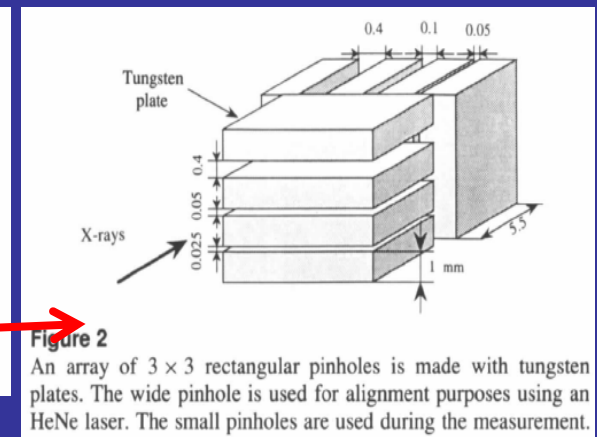 0.4 0.1 0.05
Tungsten
plate
0.4
0.05
X-rays
0.025
5.5
1 mm
Figure 2
An array of 3 × 3 rectangular pinholes is made with tungsten
plates. The wide pinhole is used for alignment purposes using an
HeNe laser. The small pinholes are used during the measurement.